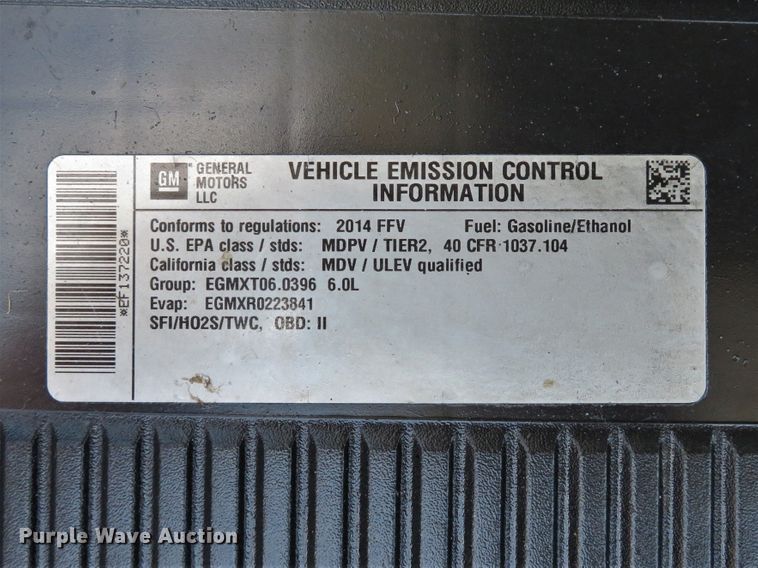 GM
GENERAL
MOTORS
LLC
VEHICLE EMISSION CONTROL
INFORMATION
Conforms to regulations: 2014 FFV Fuel: Gasoline/Ethanol
U.S. EPA class / stds: MDPV / TIER2, 40 CFR 1037.104
California class / stds: MDV / ULEV qualified
Group: EGMXT06.0396 6.0L
Evap: EGMXR0223841
SFI/HO2S/TWC, OBD: II
*EF137220*
Purple Wave Auction